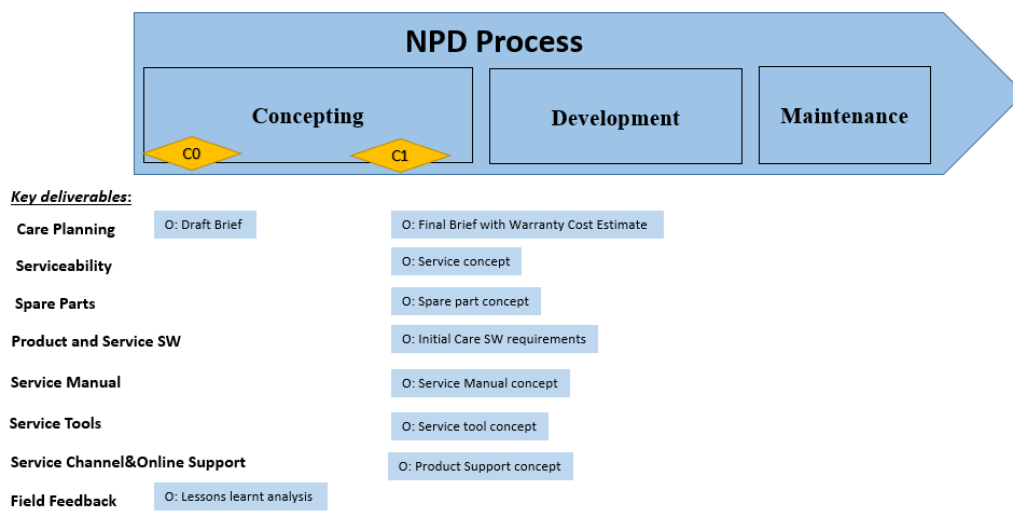 NPD Process
Concepting
Development
Maintenance
C0
C1
Key deliverables:
Care Planning
O: Draft Brief
O: Final Brief with Warranty Cost Estimate
Serviceability
O: Service concept
Spare Parts
O: Spare part concept
Product and Service SW
O: Initial Care SW requirements
Service Manual
O: Service Manual concept
Service Tools
O: Service tool concept
Service Channel&Online Support
O: Product Support concept
Field Feedback
O: Lessons learnt analysis